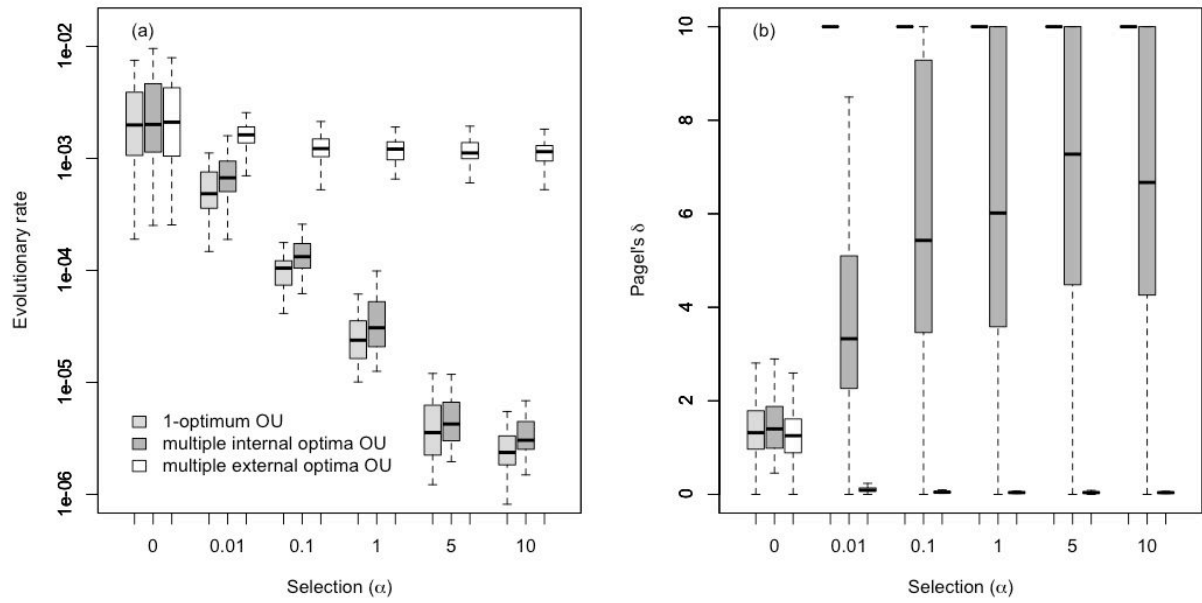 (a)
Evolutionary rate
1e-02
1e-03
1e-04
1e-05
1e-06
1-optimum OU
multiple internal optima OU
multiple external optima OU
0 0.01 0.1 1 5 10
Selection (α)
(b)
Pagel's δ
10
8
6
4
2
0
0 0.01 0.1 1 5 10
Selection (α)